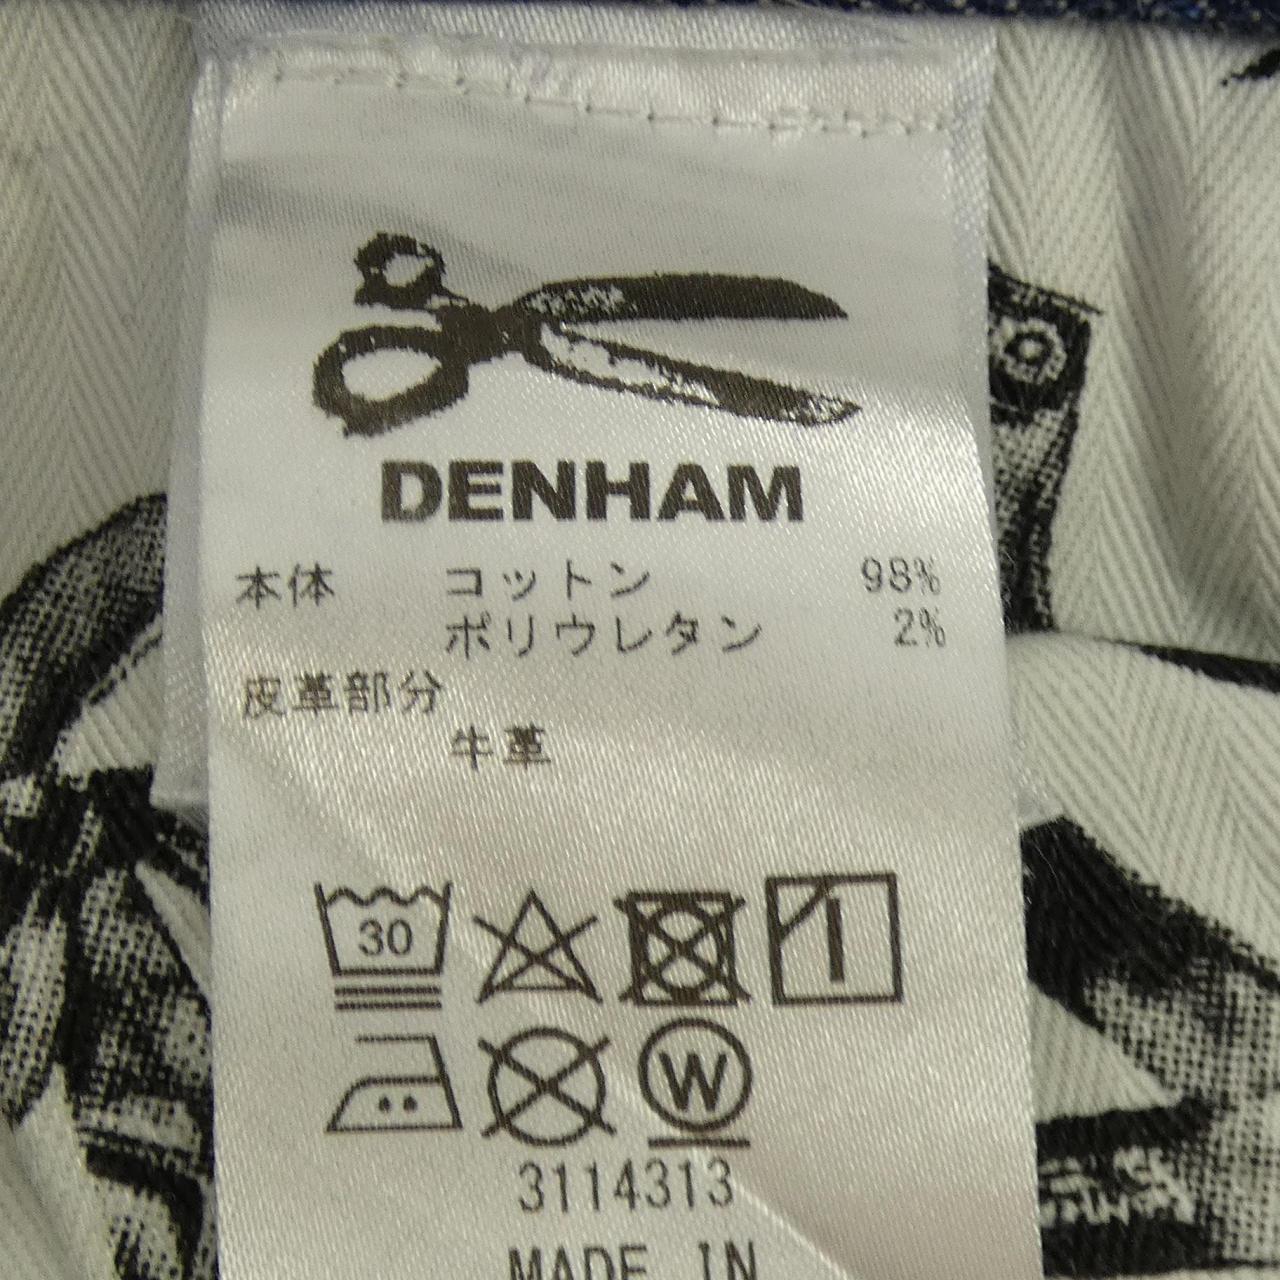 DENHAM
本体 コットン 98%
ポリウレタン 2%
皮革部分
牛革
30
W
3114313
MADE IN